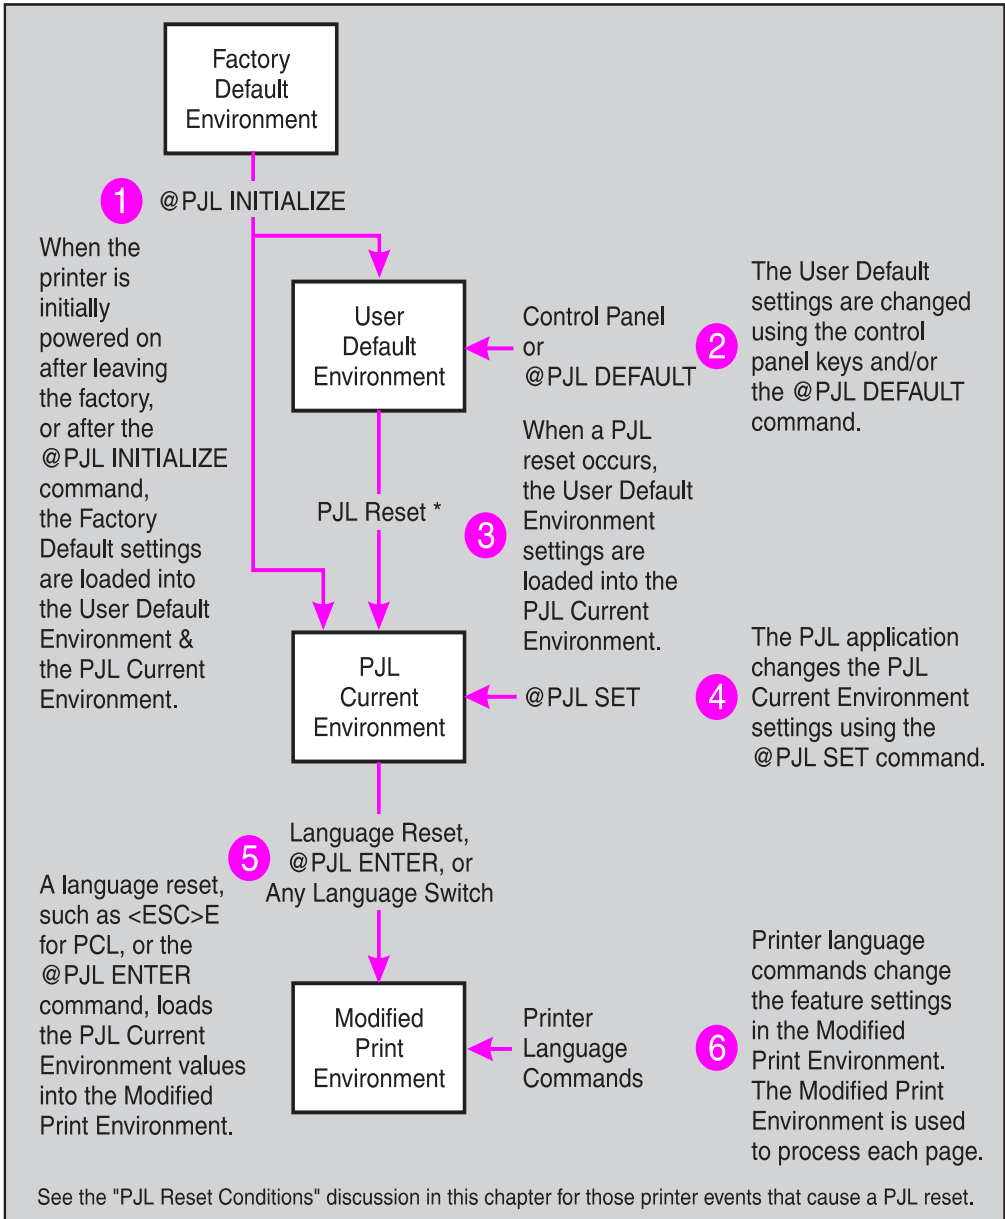 Factory
Default
Environment
1 @PJL INITIALIZE
When the
printer is
initially
powered on
after leaving
the factory,
or after the
@PJL INITIALIZE
command,
the Factory
Default settings
are loaded into
the User Default
Environment &
the PJL Current
Environment.
User
Default
Environment
Control Panel
or
@PJL DEFAULT
2
The User Default
settings are changed
using the control
panel keys and/or
the @PJL DEFAULT
command.
PJL Reset *
3
When a PJL
reset occurs,
the User Default
Environment
settings are
loaded into the
PJL Current
Environment.
PJL
Current
Environment
@PJL SET
4
The PJL application
changes the PJL
Current Environment
settings using the
@PJL SET command.
5
Language Reset,
@PJL ENTER, or
Any Language Switch
A language reset,
such as <ESC>E
for PCL, or the
@PJL ENTER
command, loads
the PJL Current
Environment values
into the Modified
Print Environment.
Modified
Print
Environment
Printer
Language
Commands
6
Printer language
commands change
the feature settings
in the Modified
Print Environment.
The Modified Print
Environment is used
to process each page.
See the "PJL Reset Conditions" discussion in this chapter for those printer events that cause a PJL reset.